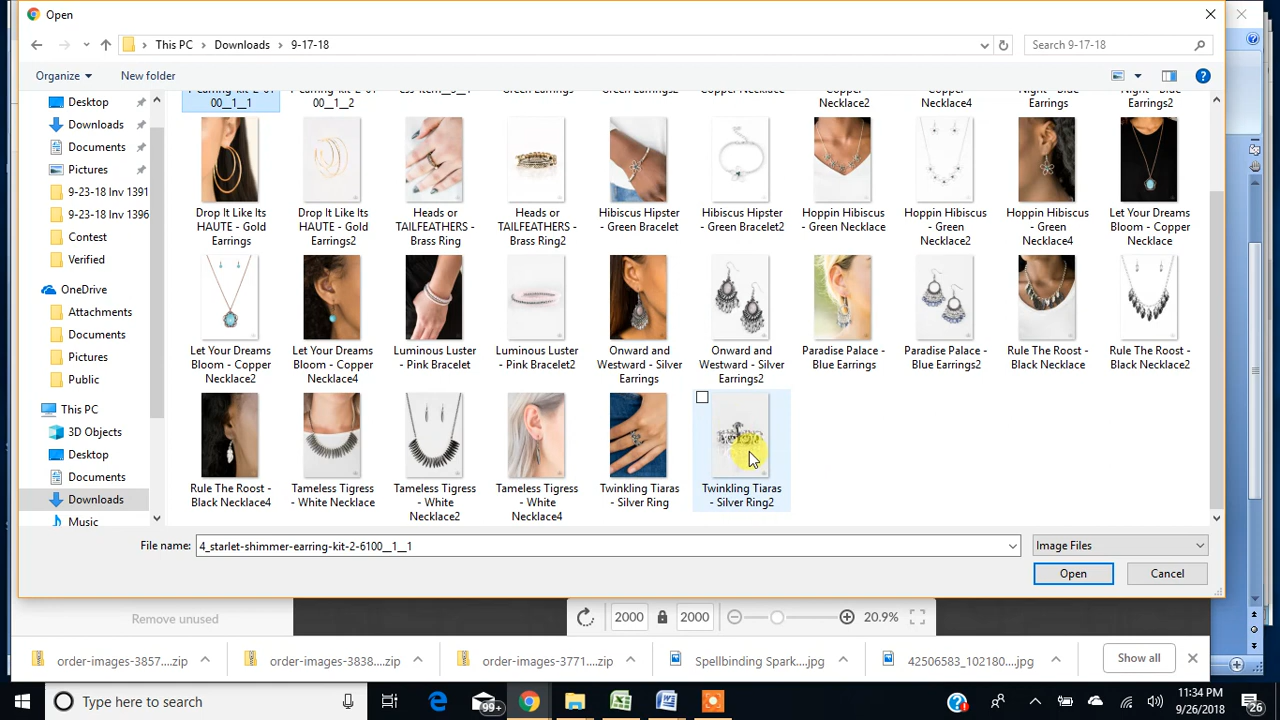 Open
This PC > Downloads > 9-17-18
Search 9-17-18
Organize
New folder
Desktop
Downloads
Documents
Pictures
9-23-18 Inv 1391
9-23-18 Inv 1396
Contest
Verified
OneDrive
Attachments
Documents
Pictures
Public
This PC
3D Objects
Desktop
Documents
Downloads
Music
00__1__1
00__1__2
Copper
Necklace2
Copper
Necklace4
Night - Blue
Earrings
Night - Blue
Earrings2
Drop It Like Its
HAUTE - Gold
Earrings
Drop It Like Its
HAUTE - Gold
Earrings2
Heads or
TAILFEATHERS -
Brass Ring
Heads or
TAILFEATHERS -
Brass Ring2
Hibiscus Hipster
- Green Bracelet
Hibiscus Hipster
- Green Bracelet2
Hoppin Hibiscus
- Green Necklace
Hoppin Hibiscus
- Green
Necklace2
Hoppin Hibiscus
- Green
Necklace4
Let Your Dreams
Bloom - Copper
Necklace
Let Your Dreams
Bloom - Copper
Necklace2
Let Your Dreams
Bloom - Copper
Necklace4
Luminous Luster
- Pink Bracelet
Luminous Luster
- Pink Bracelet2
Onward and
Westward - Silver
Earrings
Onward and
Westward - Silver
Earrings2
Paradise Palace -
Blue Earrings
Paradise Palace -
Blue Earrings2
Rule The Roost -
Black Necklace
Rule The Roost -
Black Necklace2
Rule The Roost -
Black Necklace4
Tameless Tigress
- White Necklace
Tameless Tigress
- White
Necklace2
Tameless Tigress
- White
Necklace4
Twinkling Tiaras
- Silver Ring
Twinkling Tiaras
- Silver Ring2
File name: 4_starlet-shimmer-earring-kit-2-6100__1__1
Image Files
Open
Cancel
Remove unused
2000
2000
20.9%
order-images-3857....zip
order-images-3838....zip
order-images-3771....zip
Spellbinding Spark....jpg
42506583_10218....jpg
Show all
Type here to search
99+
11:34 PM
9/26/2018
26